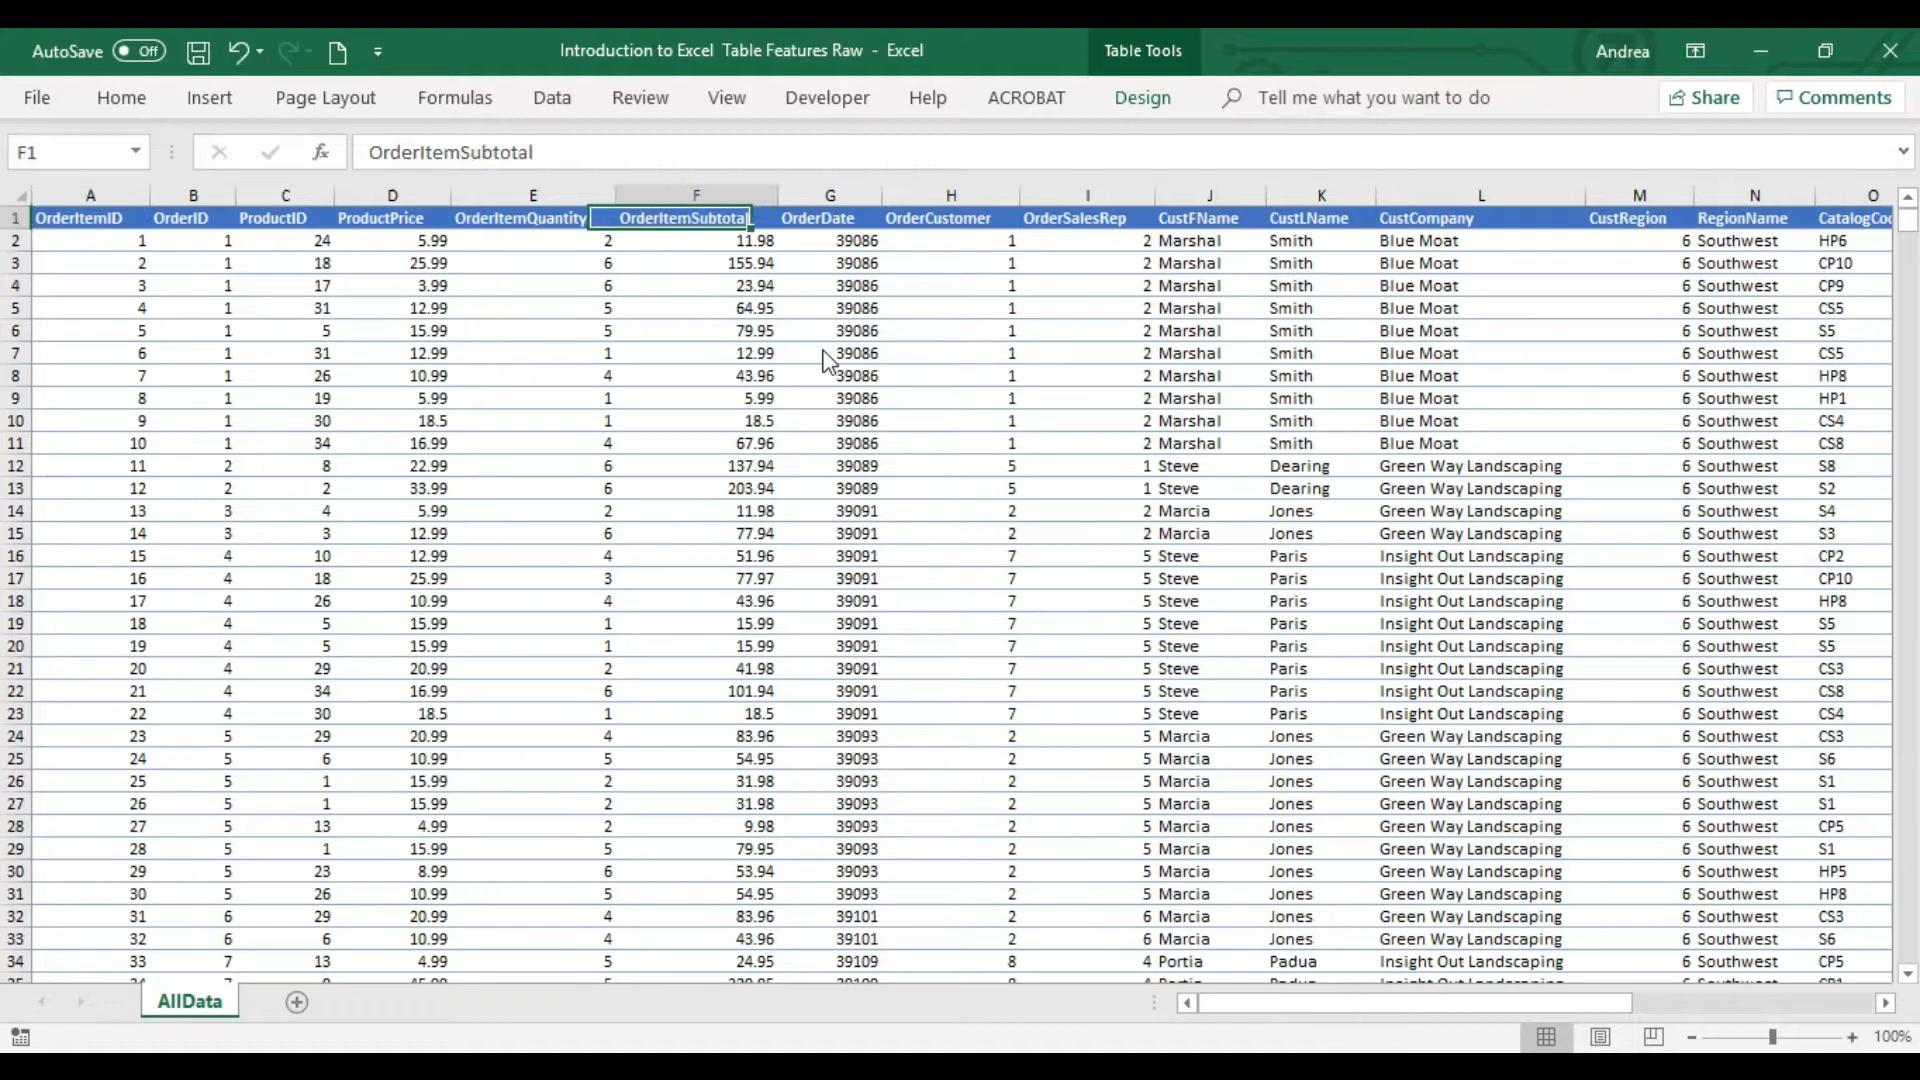 AutoSave Off Introduction to Excel Table Features Raw - Excel Table Tools Andrea
File Home Insert Page Layout Formulas Data Review View Developer Help ACROBAT Design Tell me what you want to do Share Comments
F1 fx OrderItemSubtotal
A B C D E F G H I J K L M N O
1 OrderItemID OrderID ProductID ProductPrice OrderItemQuantity OrderItemSubtotal OrderDate OrderCustomer OrderSalesRep CustFName CustLName CustCompany CustRegion RegionName CatalogCo
2 1 1 24 5.99 2 11.98 39086 1 2 Marshal Smith Blue Moat 6 Southwest HP6
3 2 1 18 25.99 6 155.94 39086 1 2 Marshal Smith Blue Moat 6 Southwest CP10
4 3 1 17 3.99 6 23.94 39086 1 2 Marshal Smith Blue Moat 6 Southwest CP9
5 4 1 31 12.99 5 64.95 39086 1 2 Marshal Smith Blue Moat 6 Southwest CS5
6 5 1 5 15.99 5 79.95 39086 1 2 Marshal Smith Blue Moat 6 Southwest S5
7 6 1 31 12.99 1 12.99 39086 1 2 Marshal Smith Blue Moat 6 Southwest CS5
8 7 1 26 10.99 4 43.96 39086 1 2 Marshal Smith Blue Moat 6 Southwest HP8
9 8 1 19 5.99 1 5.99 39086 1 2 Marshal Smith Blue Moat 6 Southwest HP1
10 9 1 30 18.5 1 18.5 39086 1 2 Marshal Smith Blue Moat 6 Southwest CS4
11 10 1 34 16.99 4 67.96 39086 1 2 Marshal Smith Blue Moat 6 Southwest CS8
12 11 2 8 22.99 6 137.94 39089 5 1 Steve Dearing Green Way Landscaping 6 Southwest S8
13 12 2 2 33.99 6 203.94 39089 5 1 Steve Dearing Green Way Landscaping 6 Southwest S2
14 13 3 4 5.99 2 11.98 39091 2 2 Marcia Jones Green Way Landscaping 6 Southwest S4
15 14 3 3 12.99 6 77.94 39091 2 2 Marcia Jones Green Way Landscaping 6 Southwest S3
16 15 4 10 12.99 4 51.96 39091 7 5 Steve Paris Insight Out Landscaping 6 Southwest CP2
17 16 4 18 25.99 3 77.97 39091 7 5 Steve Paris Insight Out Landscaping 6 Southwest CP10
18 17 4 26 10.99 4 43.96 39091 7 5 Steve Paris Insight Out Landscaping 6 Southwest HP8
19 18 4 5 15.99 1 15.99 39091 7 5 Steve Paris Insight Out Landscaping 6 Southwest S5
20 19 4 5 15.99 1 15.99 39091 7 5 Steve Paris Insight Out Landscaping 6 Southwest S5
21 20 4 29 20.99 2 41.98 39091 7 5 Steve Paris Insight Out Landscaping 6 Southwest CS3
22 21 4 34 16.99 6 101.94 39091 7 5 Steve Paris Insight Out Landscaping 6 Southwest CS8
23 22 4 30 18.5 1 18.5 39091 7 5 Steve Paris Insight Out Landscaping 6 Southwest CS4
24 23 5 29 20.99 4 83.96 39093 2 5 Marcia Jones Green Way Landscaping 6 Southwest CS3
25 24 5 6 10.99 5 54.95 39093 2 5 Marcia Jones Green Way Landscaping 6 Southwest S6
26 25 5 1 15.99 2 31.98 39093 2 5 Marcia Jones Green Way Landscaping 6 Southwest S1
27 26 5 1 15.99 2 31.98 39093 2 5 Marcia Jones Green Way Landscaping 6 Southwest S1
28 27 5 13 4.99 2 9.98 39093 2 5 Marcia Jones Green Way Landscaping 6 Southwest CP5
29 28 5 1 15.99 5 79.95 39093 2 5 Marcia Jones Green Way Landscaping 6 Southwest S1
30 29 5 23 8.99 6 53.94 39093 2 5 Marcia Jones Green Way Landscaping 6 Southwest HP5
31 30 5 26 10.99 5 54.95 39093 2 5 Marcia Jones Green Way Landscaping 6 Southwest HP8
32 31 6 29 20.99 4 83.96 39101 2 6 Marcia Jones Green Way Landscaping 6 Southwest CS3
33 32 6 6 10.99 4 43.96 39101 2 6 Marcia Jones Green Way Landscaping 6 Southwest S6
34 33 7 13 4.99 5 24.95 39109 8 4 Portia Padua Insight Out Landscaping 6 Southwest CP5
AllData
100%